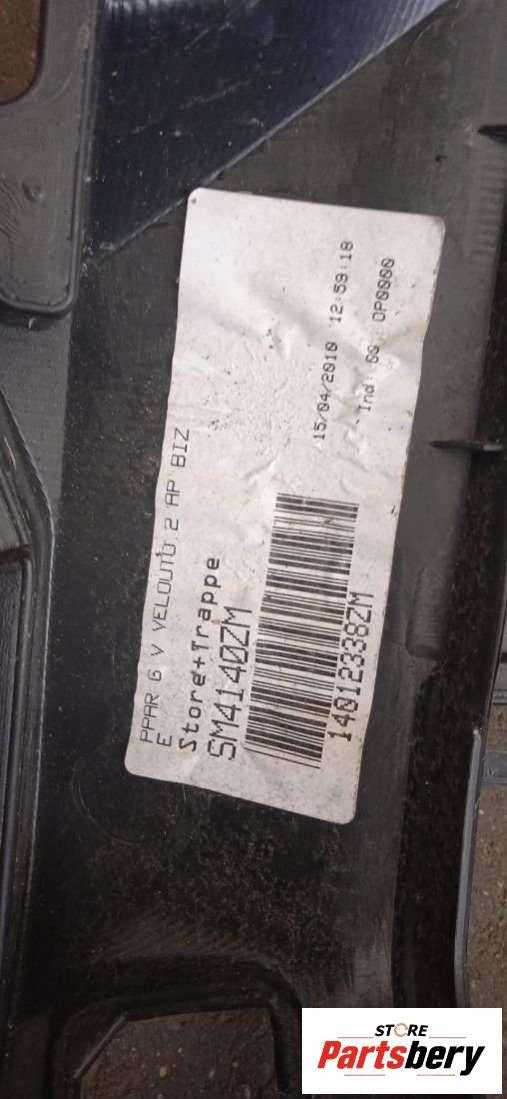 PPAR G V VELOUTO 2 AP BIZ
E
Store+Trappe
SM4140ZM
14012338ZM
15/04/2010 12:59:18
Ind: 00 OP0000
STORE
Partsbery